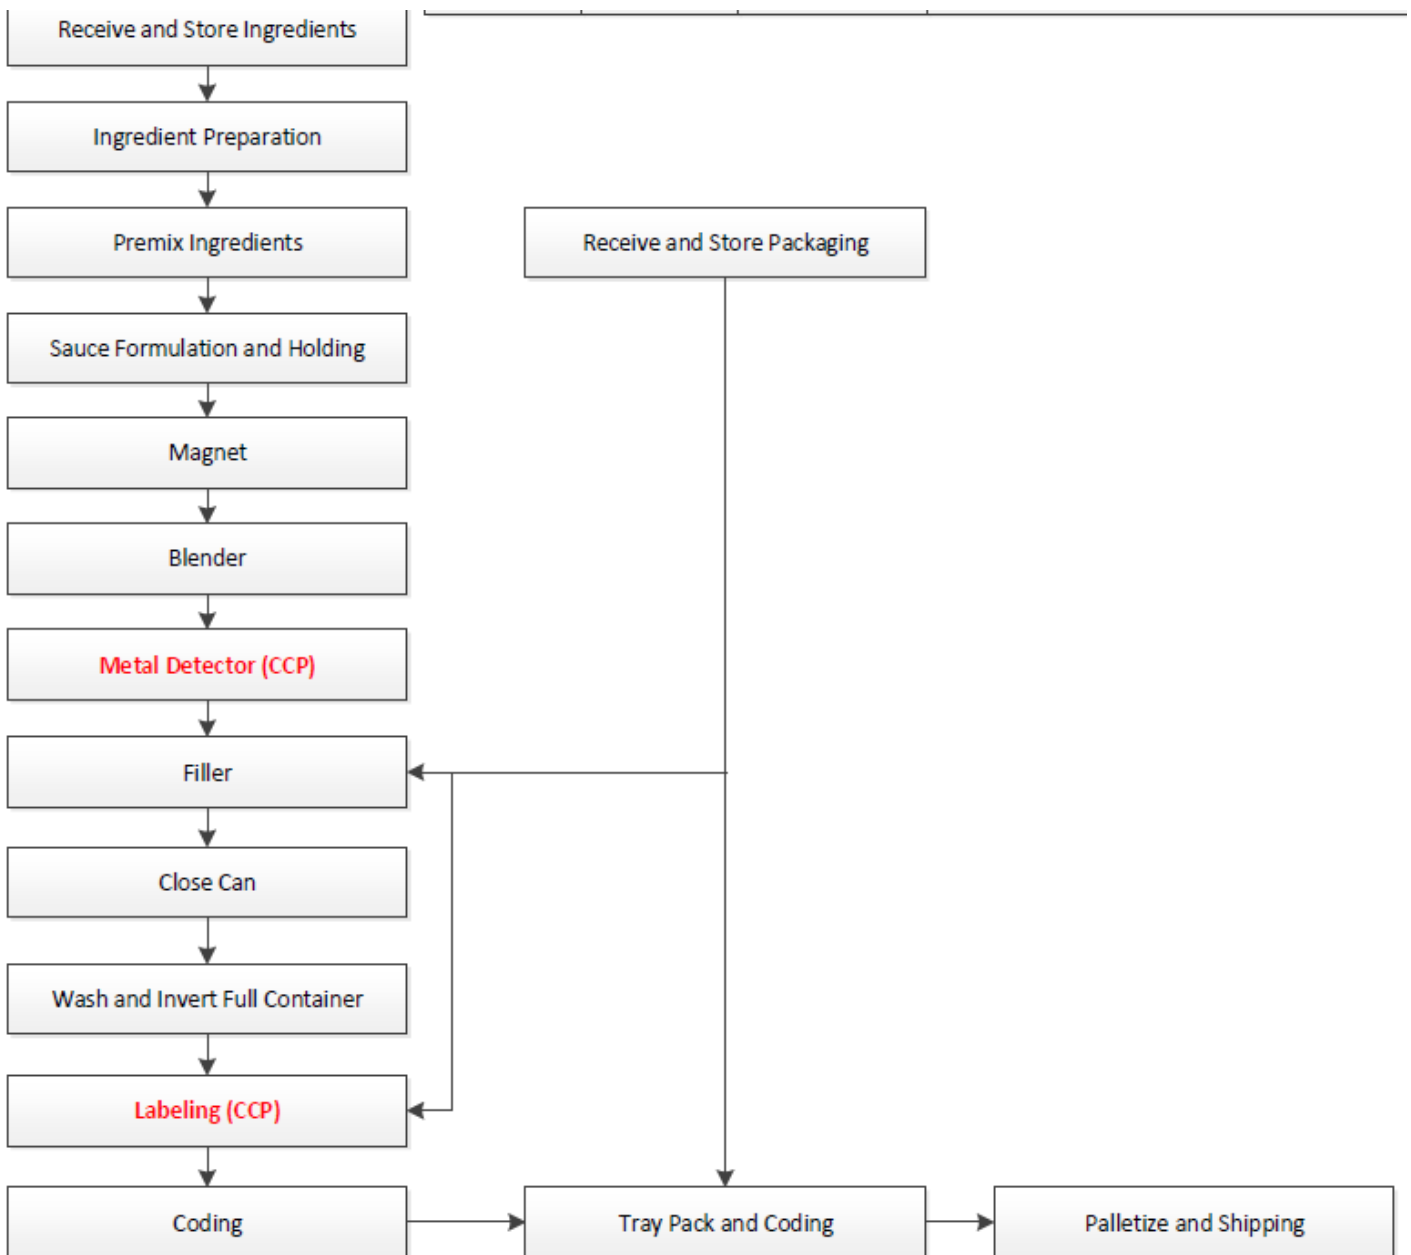 Receive and Store Ingredients
Ingredient Preparation
Premix Ingredients
Receive and Store Packaging
Sauce Formulation and Holding
Magnet
Blender
Metal Detector (CCP)
Filler
Close Can
Wash and Invert Full Container
Labeling (CCP)
Coding
Tray Pack and Coding
Palletize and Shipping